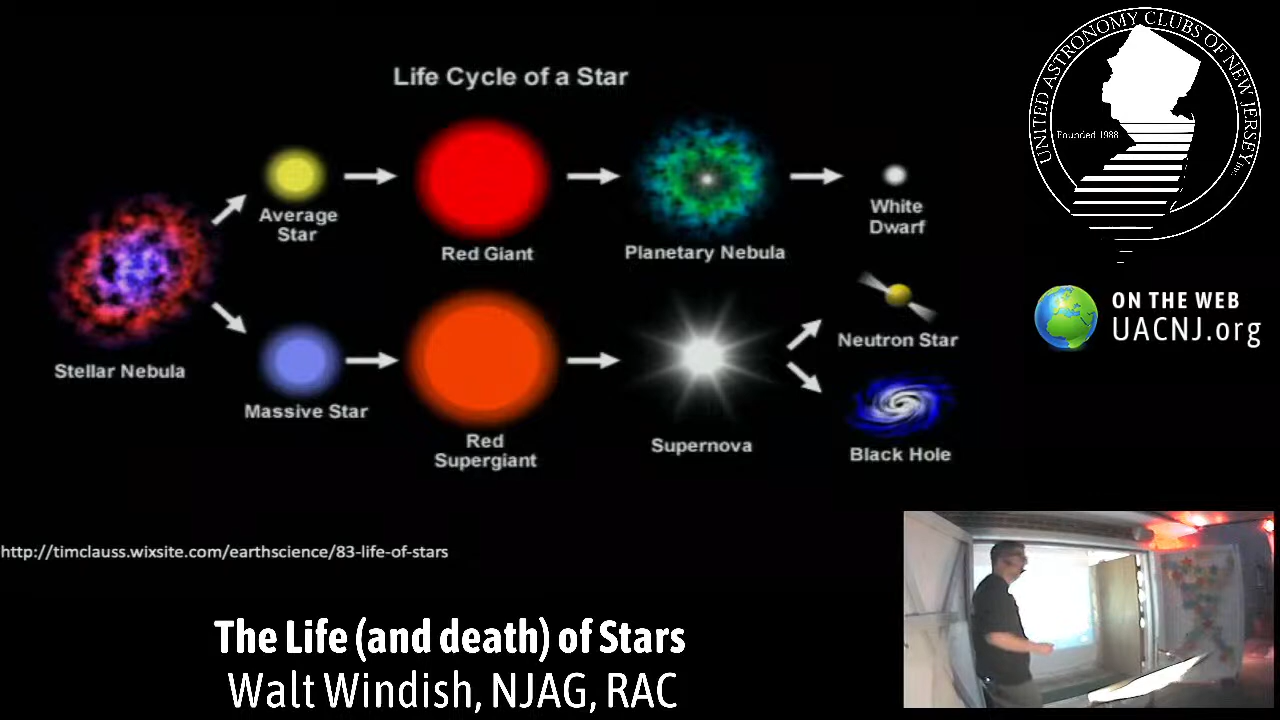 Life Cycle of a Star
Average
Star
Red Giant
Planetary Nebula
White
Dwarf
Stellar Nebula
Massive Star
Red
Supergiant
Supernova
Neutron Star
Black Hole
http://timclauss.wixsite.com/earthscience/83-life-of-stars
The Life (and death) of Stars
Walt Windish, NJAG, RAC
UNITED ASTRONOMY CLUBS OF NEW JERSEY Inc.
Founded 1988
ON THE WEB
UACNJ.org